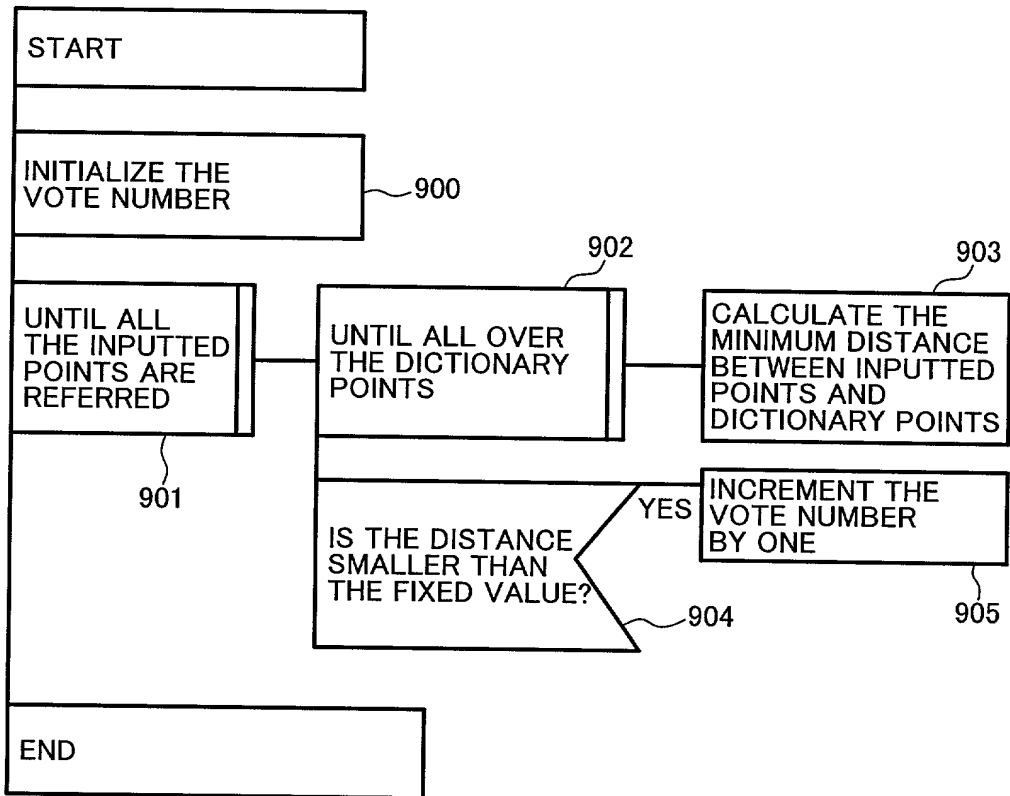 START
INITIALIZE THE
VOTE NUMBER
900
UNTIL ALL
THE INPUTTED
POINTS ARE
REFERRED
901
902
UNTIL ALL OVER
THE DICTIONARY
POINTS
903
CALCULATE THE
MINIMUM DISTANCE
BETWEEN INPUTTED
POINTS AND
DICTIONARY POINTS
IS THE DISTANCE
SMALLER THAN
THE FIXED VALUE?
904
YES
INCREMENT THE
VOTE NUMBER
BY ONE
905
END